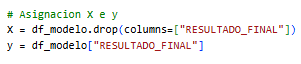 # Asignacion X e y
X = df_modelo.drop(columns=["RESULTADO_FINAL"])
y = df_modelo["RESULTADO_FINAL"]